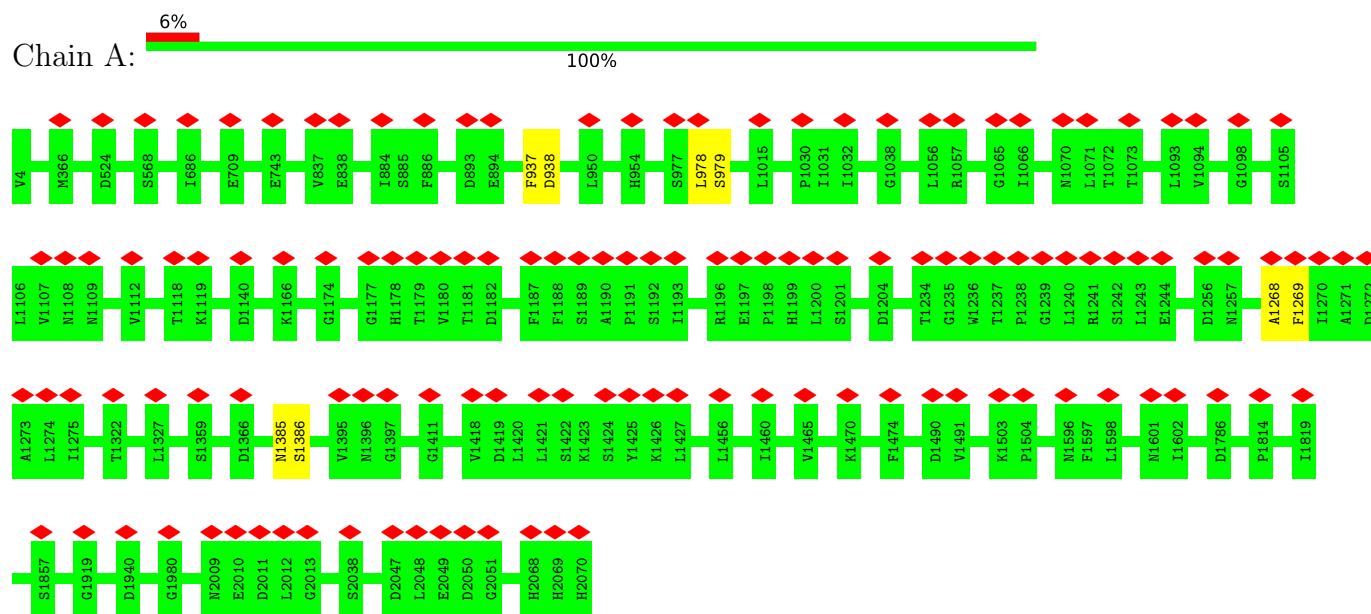 6%
Chain A:
100%
V4 M366 D524 S568 I686 E709 E743 V837 E838 I884 S885 F886 D893 E894 F937 D938 L950 H954 S977 L978 S979 L1015 P1030 I1031 I1032 G1038 L1056 R1057 G1065 I1066 N1070 L1071 T1072 T1073 L1093 V1094 G1098 S1105
L1106 V1107 N1108 N1109 V1112 T1118 K1119 D1140 K1166 G1174 G1177 H1178 T1179 V1180 T1181 D1182 F1187 F1188 S1189 A1190 P1191 S1192 I1193 R1196 E1197 P1198 H1199 L1200 S1201 D1204 T1234 G1235 W1236 T1237 P1238 G1239 L1240 R1241 S1242 L1243 E1244 D1256 N1257 A1268 F1269 I1270 A1271 D1272
A1273 L1274 I1275 T1322 L1327 S1359 D1366 N1385 S1386 V1395 N1396 G1397 G1411 V1418 D1419 L1420 L1421 S1422 K1423 S1424 Y1425 K1426 L1427 L1456 I1460 V1465 K1470 F1474 D1490 V1491 K1503 P1504 N1596 F1597 L1598 N1601 I1602 D1786 P1814 I1819
S1857 G1919 D1940 G1980 N2009 E2010 D2011 L2012 G2013 S2038 D2047 L2048 E2049 D2050 G2051 H2068 H2069 H2070